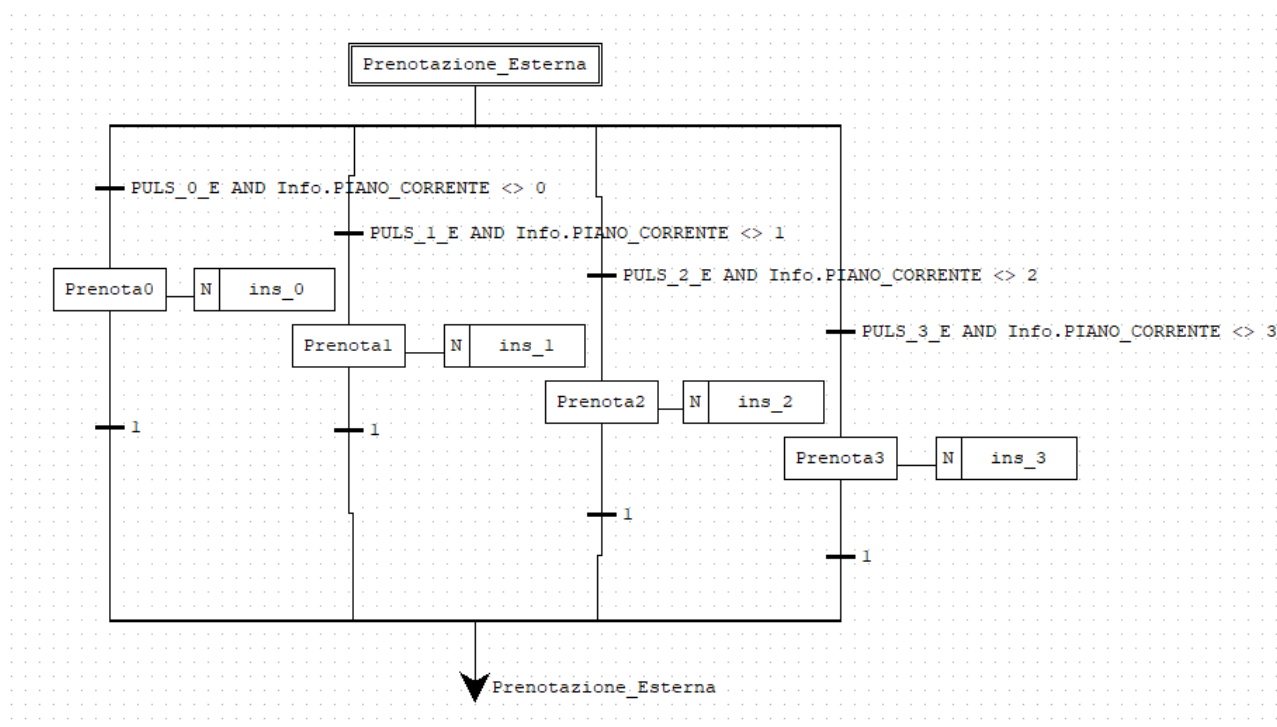 Prenotazione_Esterna
PULS_0_E AND Info.PIANO_CORRENTE <> 0
PULS_1_E AND Info.PIANO_CORRENTE <> 1
PULS_2_E AND Info.PIANO_CORRENTE <> 2
Prenota0 N ins_0
PULS_3_E AND Info.PIANO_CORRENTE <> 3
Prenota1 N ins_1
Prenota2 N ins_2
1
1
Prenota3 N ins_3
1
1
Prenotazione_Esterna